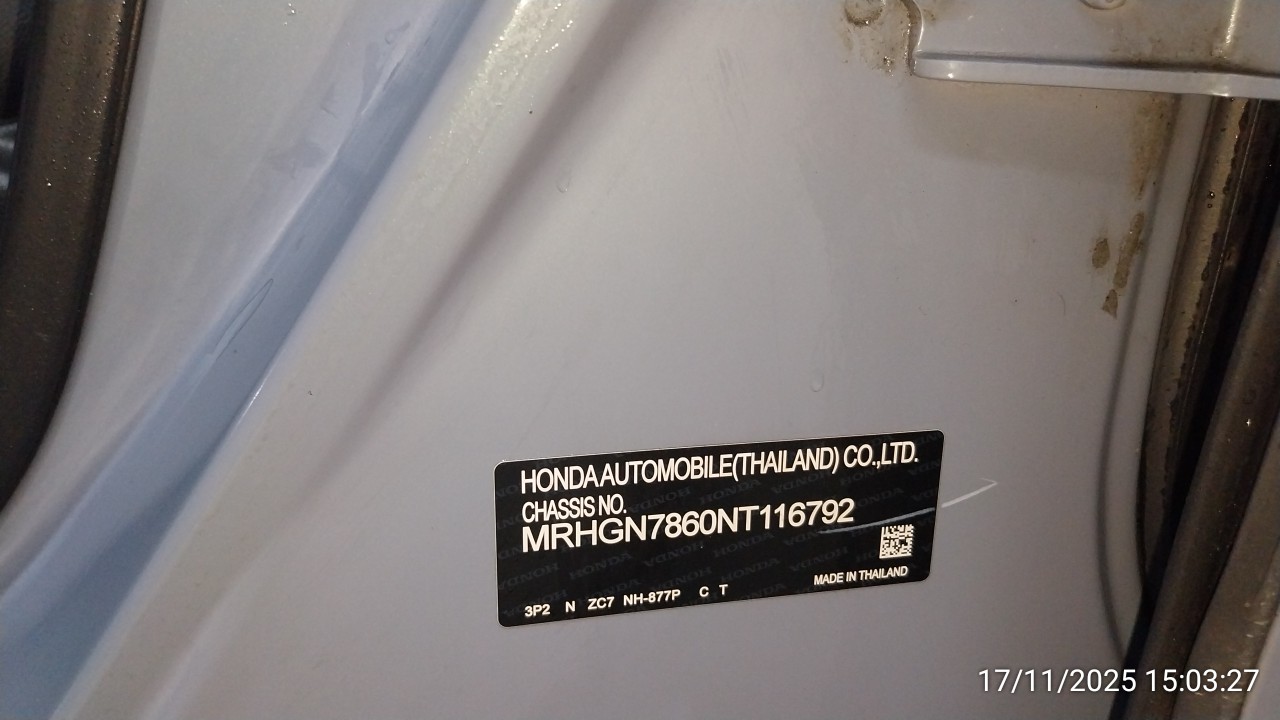 HONDA AUTOMOBILE(THAILAND) CO.,LTD.
CHASSIS NO.
MRHGN7860NT116792
MADE IN THAILAND
3P2 N ZC7 NH-877P C T
17/11/2025 15:03:27